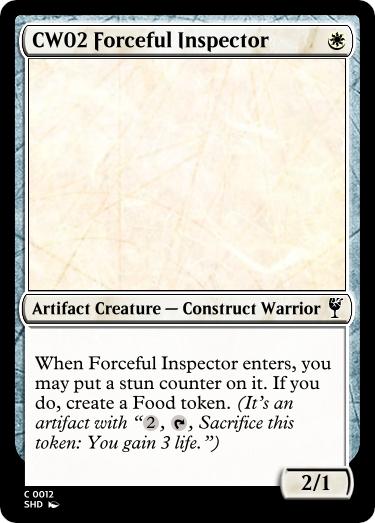 CW02 Forceful Inspector
Artifact Creature — Construct Warrior
When Forceful Inspector enters, you
may put a stun counter on it. If you
do, create a Food token. (It's an
artifact with “2, , Sacrifice this
token: You gain 3 life.”)
2/1
C 0012
SHD